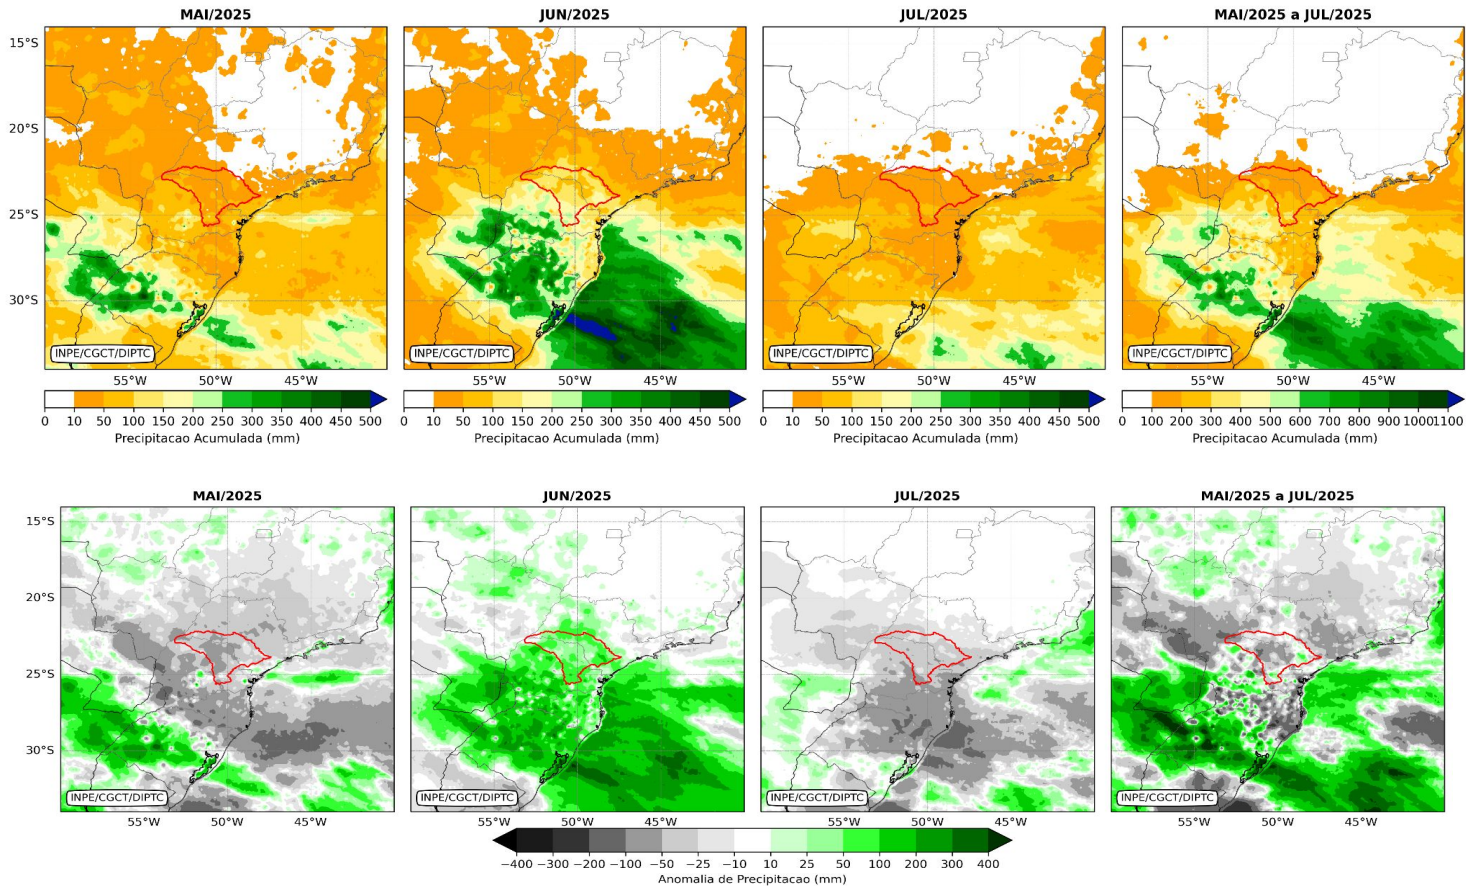 MAI/2025 JUN/2025 JUL/2025 MAI/2025 a JUL/2025
15°S
20°S
25°S
30°S
INPE/CGCT/DIPTC INPE/CGCT/DIPTC INPE/CGCT/DIPTC INPE/CGCT/DIPTC
55°W 50°W 45°W 55°W 50°W 45°W 55°W 50°W 45°W 55°W 50°W 45°W
0 10 50 100 150 200 250 300 350 400 450 500 0 10 50 100 150 200 250 300 350 400 450 500 0 10 50 100 150 200 250 300 350 400 450 500 0 100 200 300 400 500 600 700 800 900 1000 1100
Precipitacao Acumulada (mm) Precipitacao Acumulada (mm) Precipitacao Acumulada (mm) Precipitacao Acumulada (mm)
MAI/2025 JUN/2025 JUL/2025 MAI/2025 a JUL/2025
15°S
20°S
25°S
30°S
INPE/CGCT/DIPTC INPE/CGCT/DIPTC INPE/CGCT/DIPTC INPE/CGCT/DIPTC
55°W 50°W 45°W 55°W 50°W 45°W 55°W 50°W 45°W 55°W 50°W 45°W
−400 −300 −200 −100 −50 −25 −10 10 25 50 100 200 300 400
Anomalia de Precipitacao (mm)